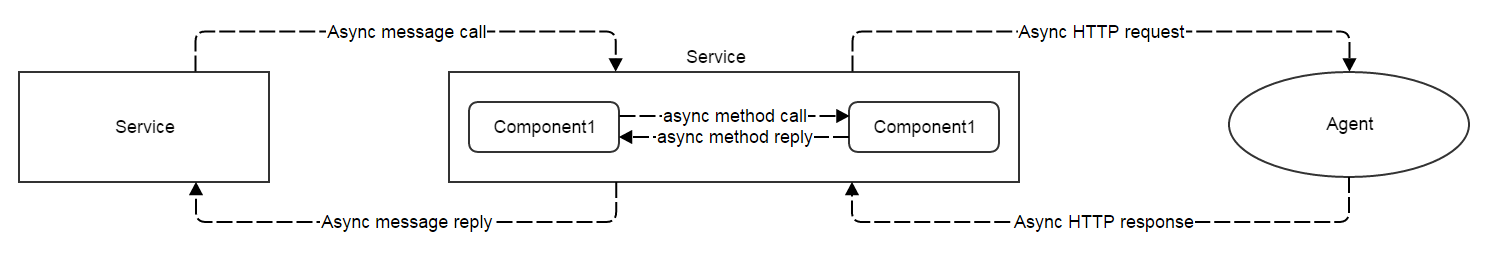 Async message call
Async HTTP request
Service
Service
Component1
async method call
async method reply
Component1
Agent
Async message reply
Async HTTP response